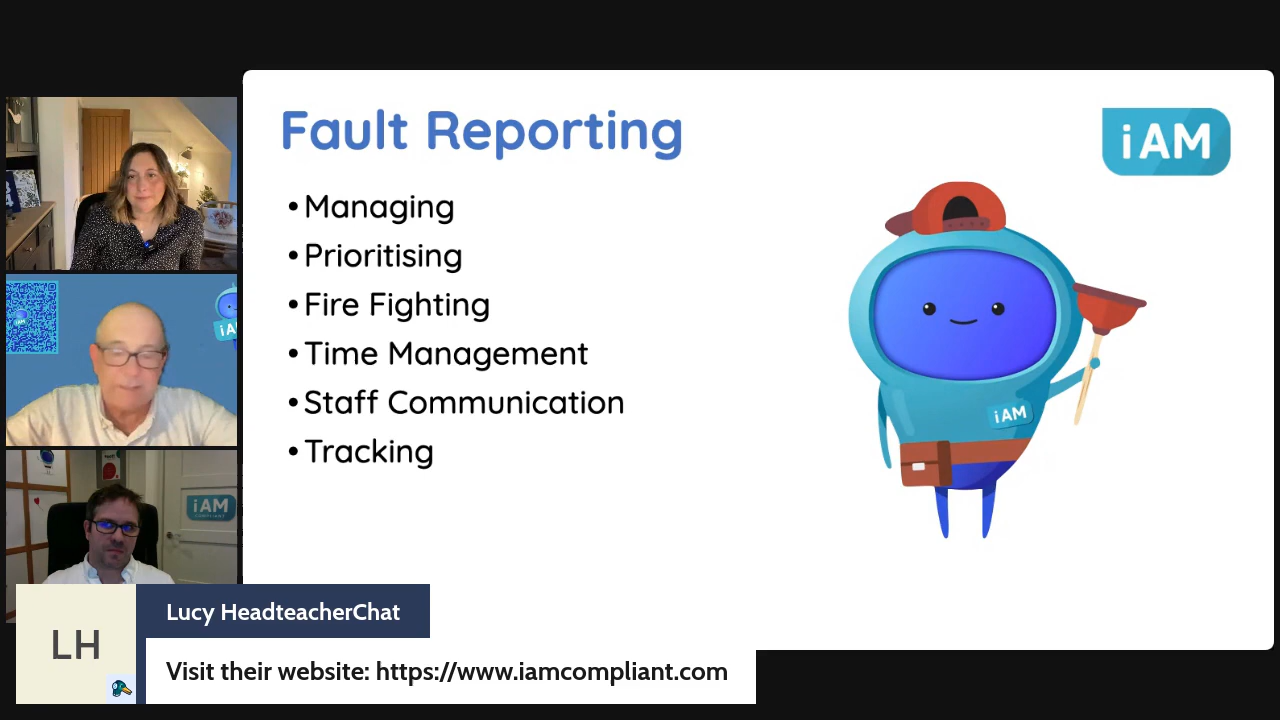 Fault Reporting
iAM
• Managing
• Prioritising
• Fire Fighting
• Time Management
• Staff Communication
• Tracking
iAM
iA
iAM
LH
Lucy HeadteacherChat
Visit their website: https://www.iamcompliant.com